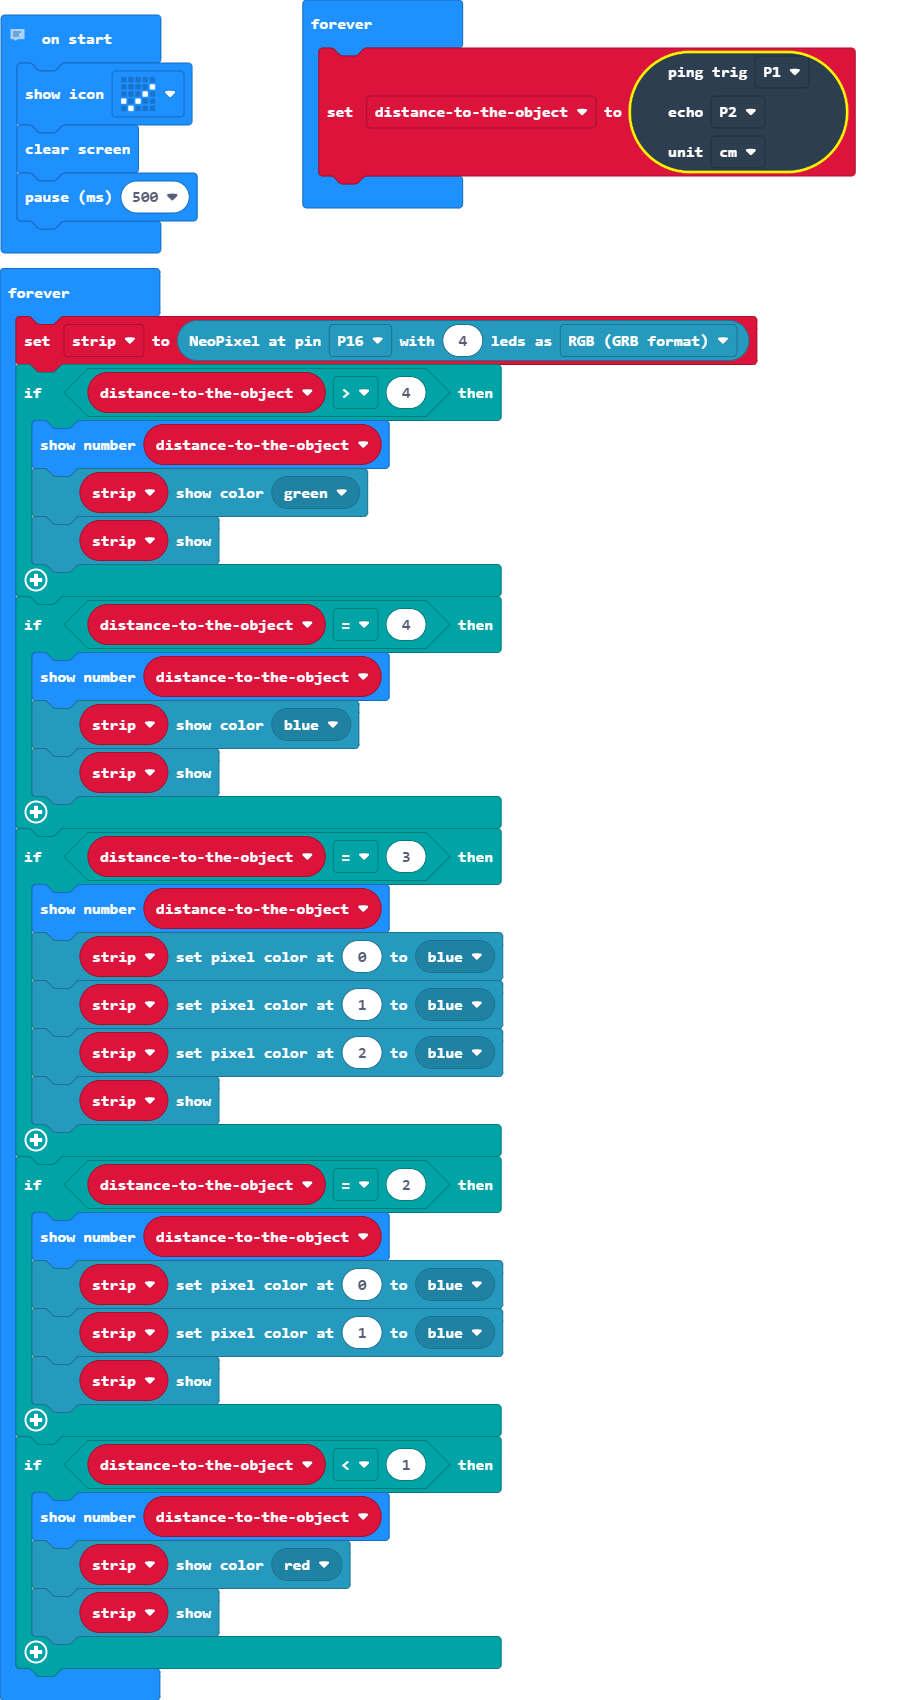 on start
show icon
clear screen
pause (ms) 500
forever
set distance-to-the-object to ping trig P1
echo P2
unit cm
forever
set strip to NeoPixel at pin P16 with 4 leds as RGB (GRB format)
if distance-to-the-object > 4 then
show number distance-to-the-object
strip show color green
strip show
if distance-to-the-object = 4 then
show number distance-to-the-object
strip show color blue
strip show
if distance-to-the-object = 3 then
show number distance-to-the-object
strip set pixel color at 0 to blue
strip set pixel color at 1 to blue
strip set pixel color at 2 to blue
strip show
if distance-to-the-object = 2 then
show number distance-to-the-object
strip set pixel color at 0 to blue
strip set pixel color at 1 to blue
strip show
if distance-to-the-object < 1 then
show number distance-to-the-object
strip show color red
strip show